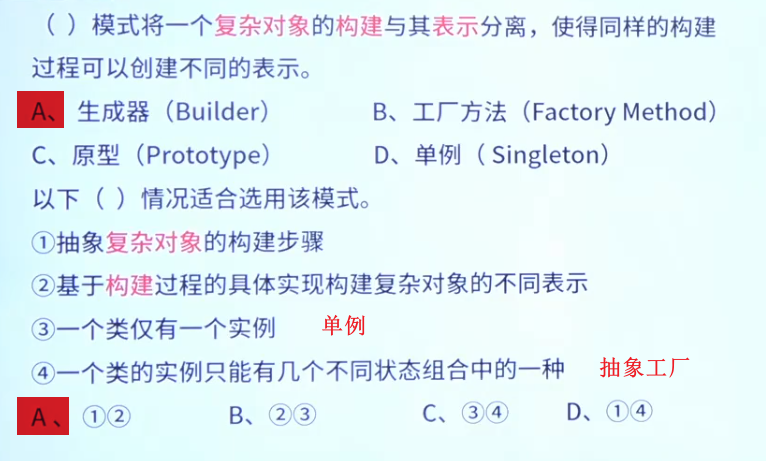 （ ）模式将一个复杂对象的构建与其表示分离，使得同样的构建
过程可以创建不同的表示。
A、生成器（Builder） B、工厂方法（Factory Method）
C、原型（Prototype） D、单例（ Singleton）
以下（ ）情况适合选用该模式。
①抽象复杂对象的构建步骤
②基于构建过程的具体实现构建复杂对象的不同表示
③一个类仅有一个实例 单例
④一个类的实例只能有几个不同状态组合中的一种 抽象工厂
A 、①② B、②③ C、③④ D、①④